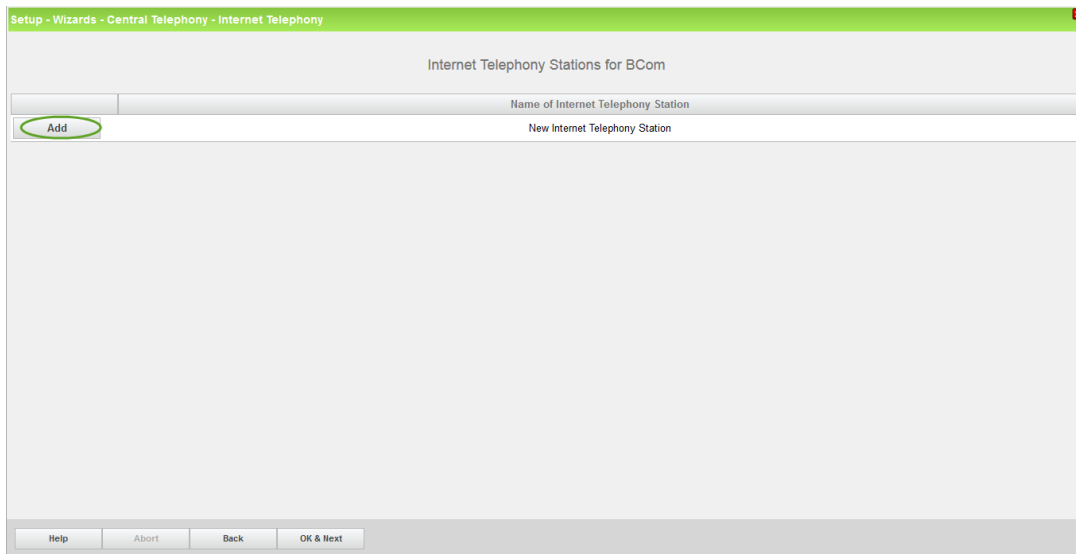 Setup - Wizards - Central Telephony - Internet Telephony
Internet Telephony Stations for BCom
Name of Internet Telephony Station
Add New Internet Telephony Station
Help Abort Back OK & Next